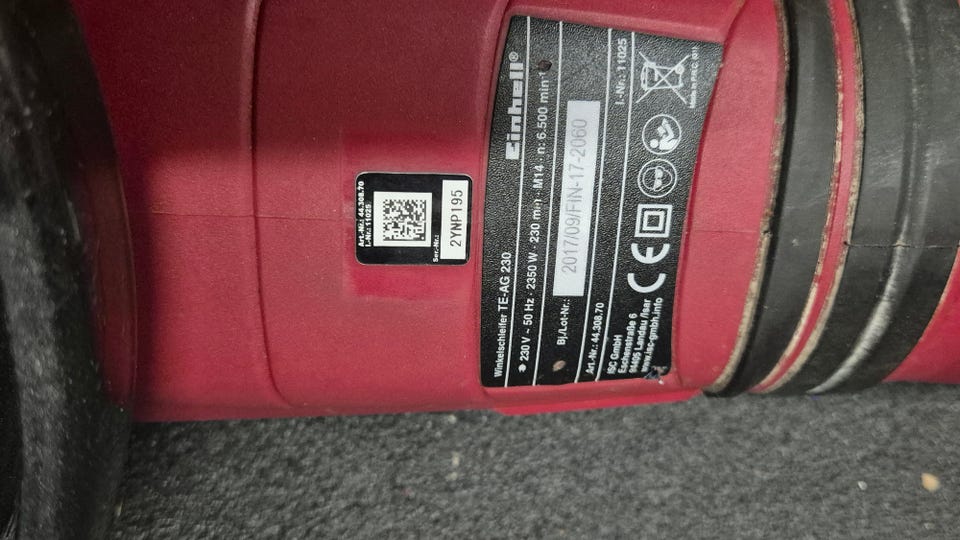 Art.-Nr.: 44.308.70
I.-Nr.: 11025
Ser.-Nr.:
2YNP195
Einhell®
Winkelschleifer TE-AG 230
230 V ~ 50 Hz · 2350 W · 230 mm · M14 · n: 6.500 min⁻¹
Bj./Lot-Nr.: 2017/09/FIN-17-2060
Art.-Nr.: 44.308.70 I.-Nr.: 11025
ISC GmbH
Eschenstraße 6
94405 Landau/Isar
www.isc-gmbh.info
CE
Made in P.R.C.